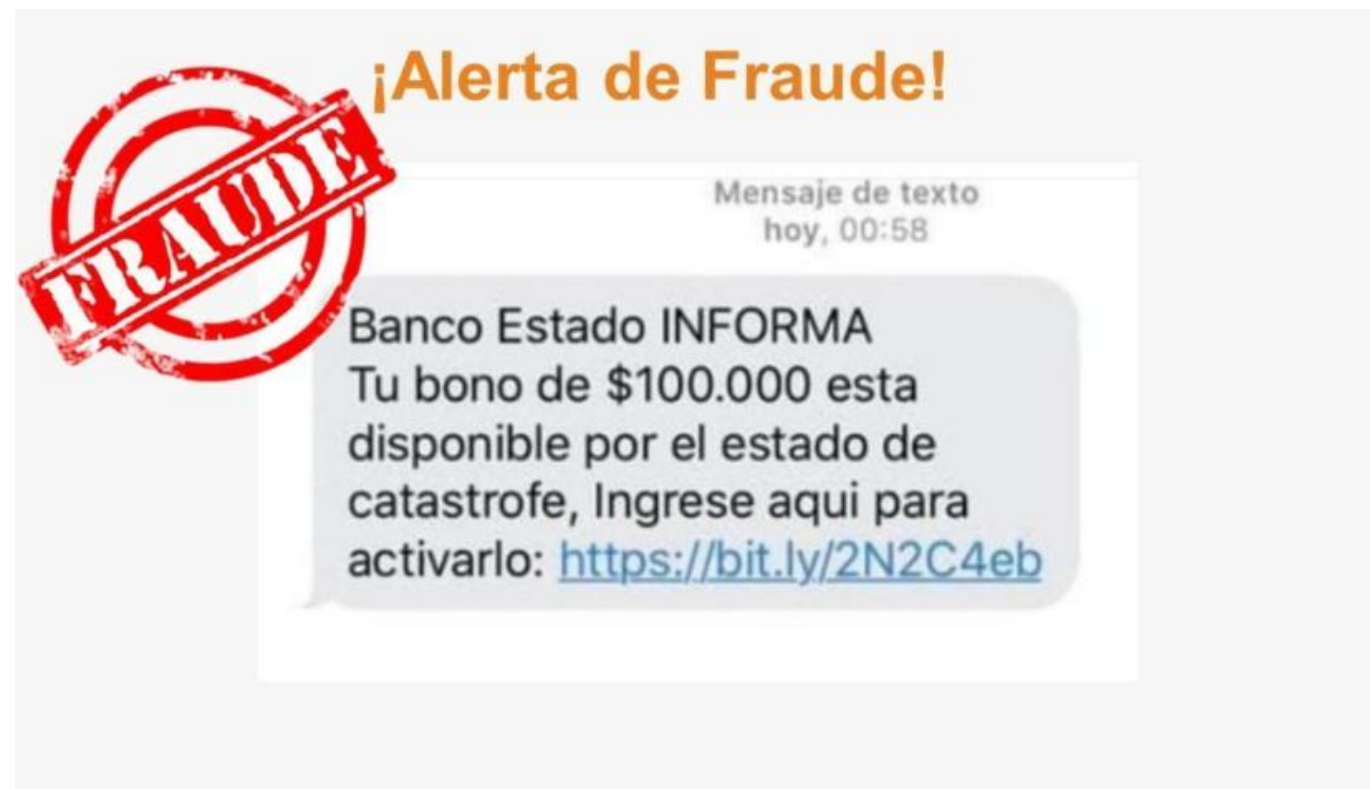 ¡Alerta de Fraude!
FRAUDE
Mensaje de texto
hoy, 00:58
Banco Estado INFORMA
Tu bono de $100.000 esta
disponible por el estado de
catastrofe, Ingrese aqui para
activarlo: https://bit.ly/2N2C4eb